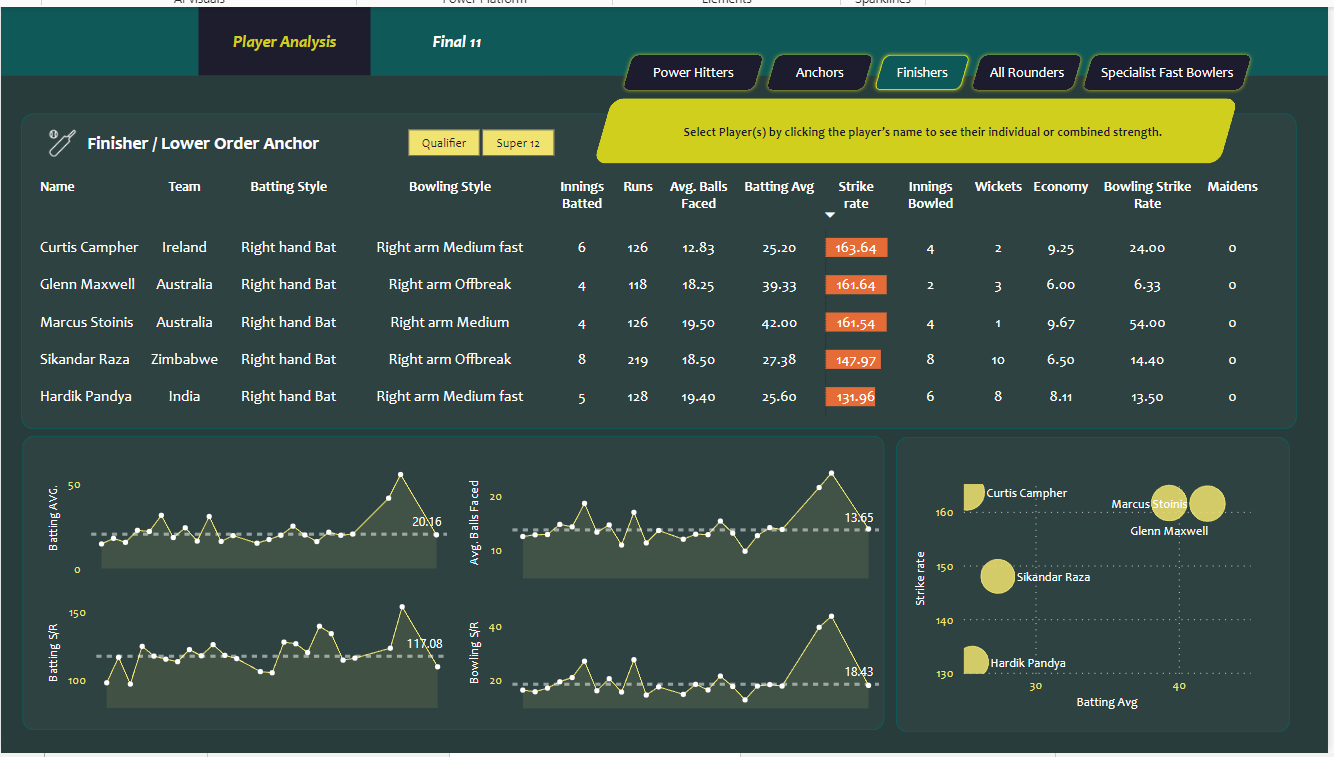 AI visuals Power Platform Elements Sparklines
Player Analysis Final 11
Power Hitters Anchors Finishers All Rounders Specialist Fast Bowlers
Select Player(s) by clicking the player's name to see their individual or combined strength.
Finisher / Lower Order Anchor Qualifier Super 12
Name Team Batting Style Bowling Style Innings Batted Runs Avg. Balls Faced Batting Avg Strike rate Innings Bowled Wickets Economy Bowling Strike Rate Maidens
Curtis Campher Ireland Right hand Bat Right arm Medium fast 6 126 12.83 25.20 163.64 4 2 9.25 24.00 0
Glenn Maxwell Australia Right hand Bat Right arm Offbreak 4 118 18.25 39.33 161.64 2 3 6.00 6.33 0
Marcus Stoinis Australia Right hand Bat Right arm Medium 4 126 19.50 42.00 161.54 4 1 9.67 54.00 0
Sikandar Raza Zimbabwe Right hand Bat Right arm Offbreak 8 219 18.50 27.38 147.97 8 10 6.50 14.40 0
Hardik Pandya India Right hand Bat Right arm Medium fast 5 128 19.40 25.60 131.96 6 8 8.11 13.50 0
Batting AVG.
50
0
20.16
Avg. Balls Faced
20
10
13.65
Batting S/R
150
100
117.08
Bowling S/R
40
20
18.43
Strike rate
160
150
140
130
Curtis Campher
Marcus Stoinis
Glenn Maxwell
Sikandar Raza
Hardik Pandya
30 40
Batting Avg